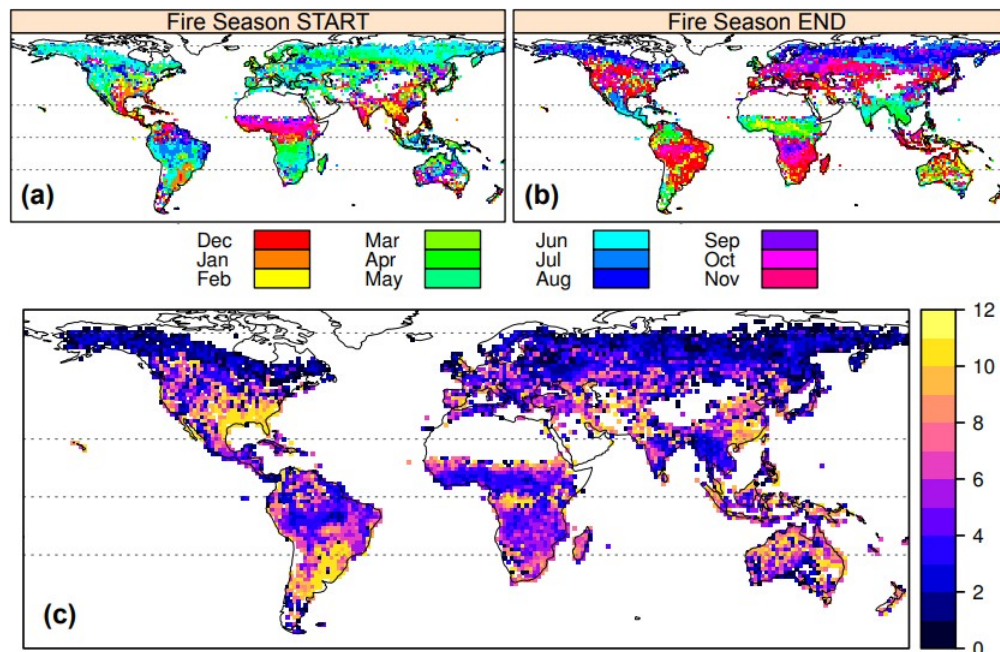 Fire Season START
Fire Season END
(a)
(b)
Dec Mar Jun Sep
Jan Apr Jul Oct
Feb May Aug Nov
(c)
12
10
8
6
4
2
0